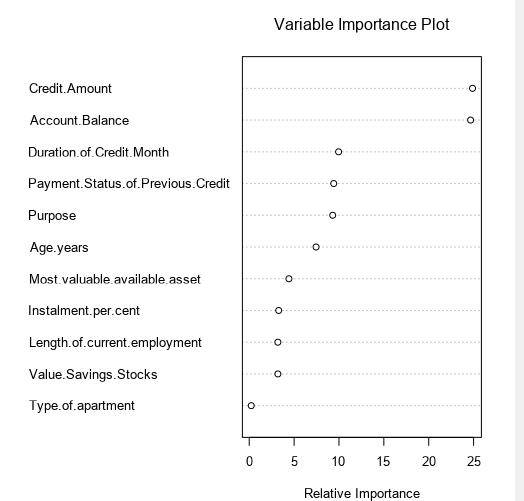 Variable Importance Plot
Credit.Amount
Account.Balance
Duration.of.Credit.Month
Payment.Status.of.Previous.Credit
Purpose
Age.years
Most.valuable.available.asset
Instalment.per.cent
Length.of.current.employment
Value.Savings.Stocks
Type.of.apartment
0 5 10 15 20 25
Relative Importance